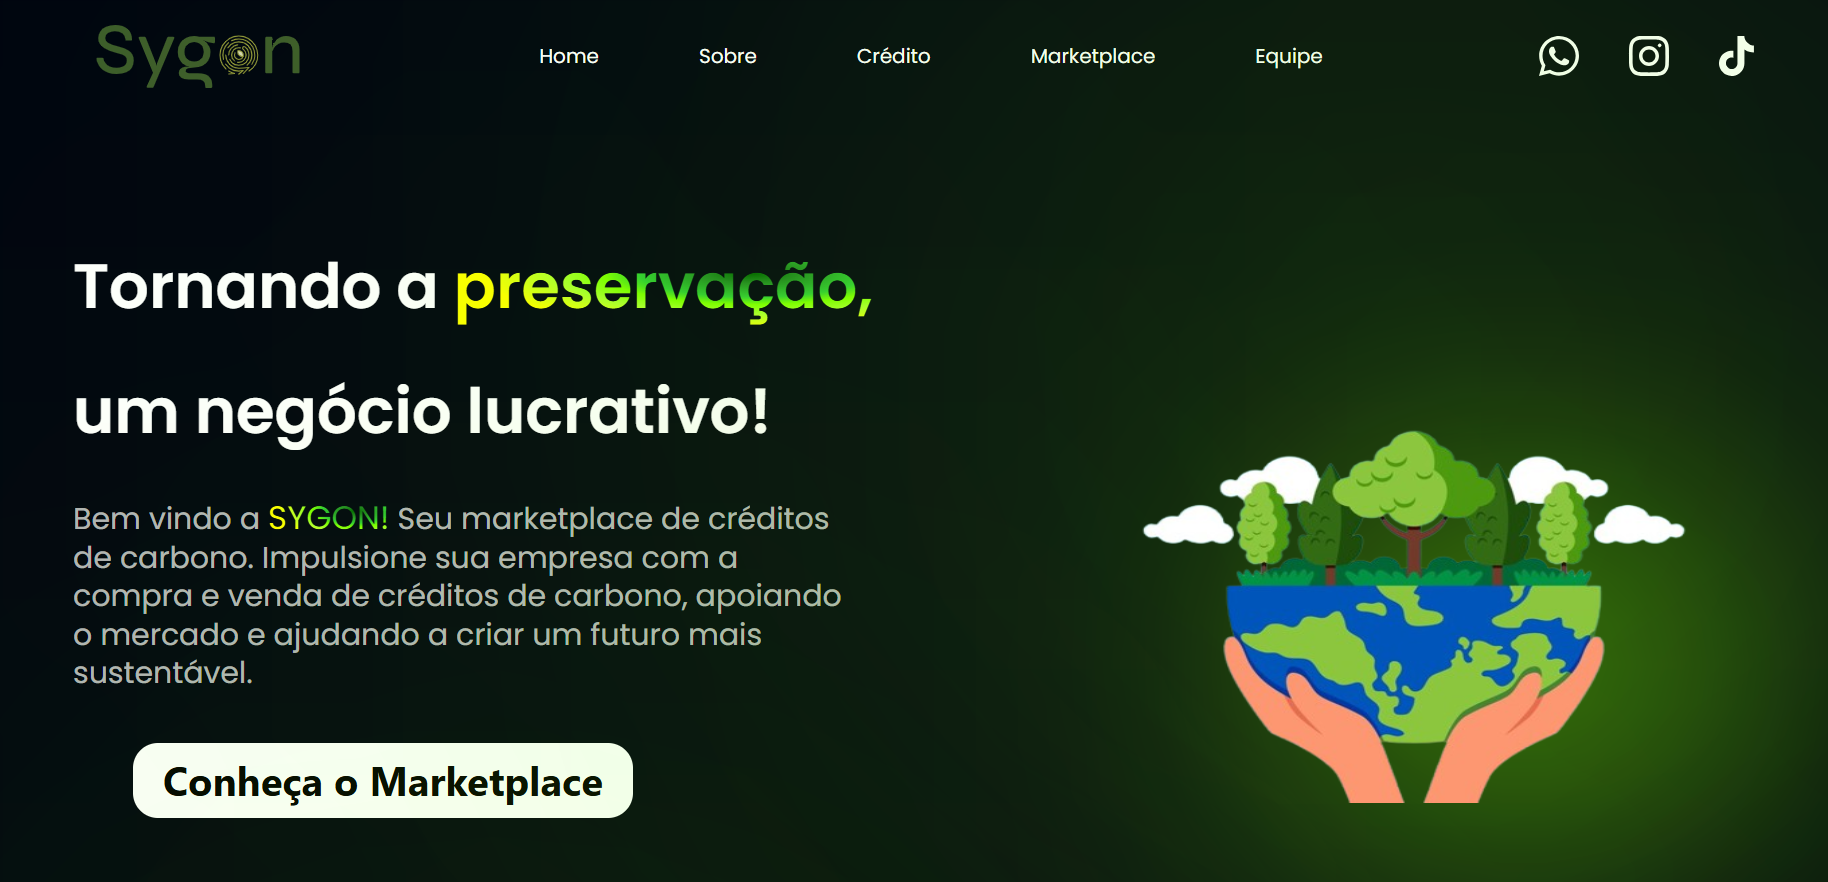 Sygon
Home Sobre Crédito Marketplace Equipe
Tornando a preservação,
um negócio lucrativo!
Bem vindo a SYGON! Seu marketplace de créditos
de carbono. Impulsione sua empresa com a
compra e venda de créditos de carbono, apoiando
o mercado e ajudando a criar um futuro mais
sustentável.
Conheça o Marketplace